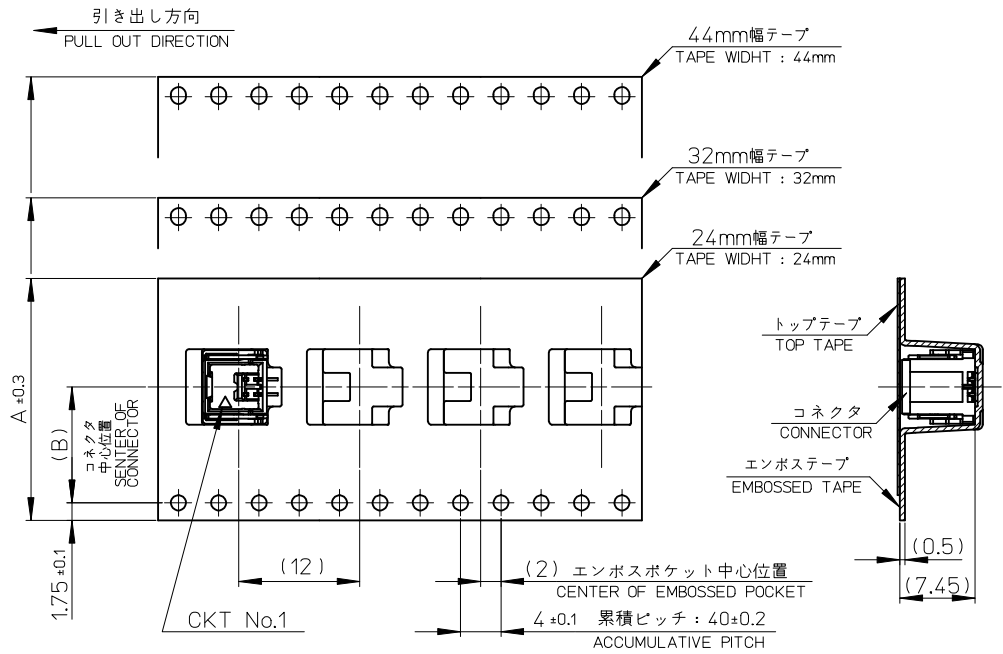 引き出し方向
PULL OUT DIRECTION
44mm幅テープ
TAPE WIDHT : 44mm
32mm幅テープ
TAPE WIDHT : 32mm
24mm幅テープ
TAPE WIDHT : 24mm
トップテープ
TOP TAPE
コネクタ
CONNECTOR
エンボステープ
EMBOSSED TAPE
A ±0.3
(B)
コネクタ
中心位置
SENTER OF
CONNECTOR
1.75 ±0.1
(12)
(2) エンボスポケット中心位置
CENTER OF EMBOSSED POCKET
4 ±0.1 累積ピッチ : 40±0.2
ACCUMULATIVE PITCH
CKT No.1
(0.5)
(7.45)